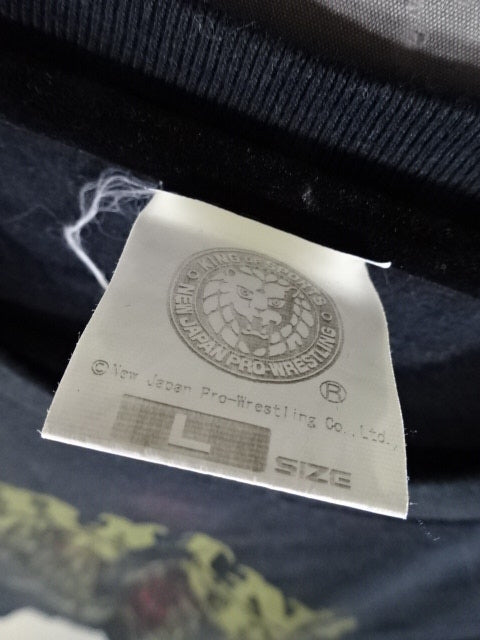 KING OF SPORTS
NEW JAPAN PRO-WRESTLING
®
© New Japan Pro-Wrestling Co.,Ltd.,
L SIZE